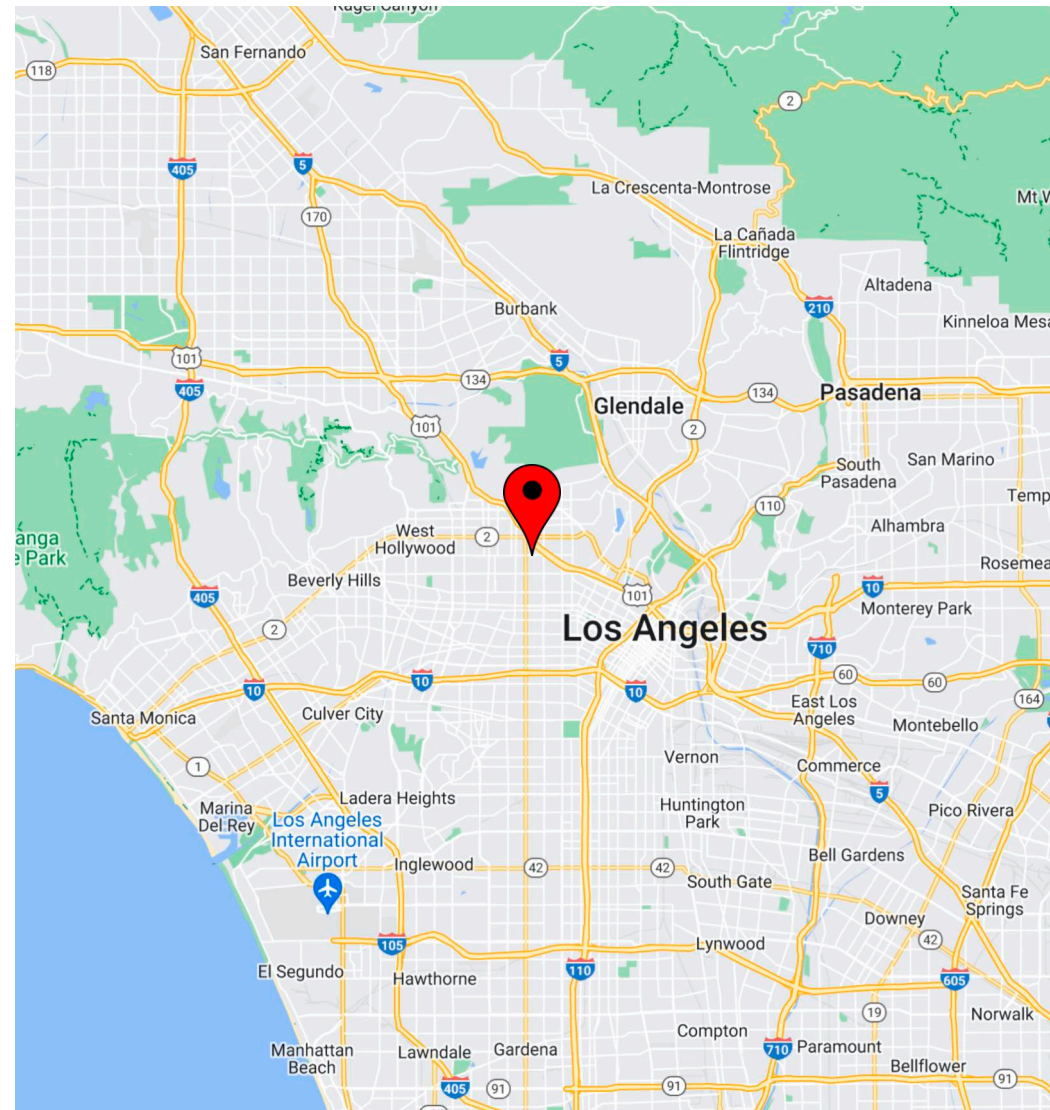 Kagel Canyon
San Fernando
118
2
405
5
La Crescenta-Montrose
170
Mt W
La Cañada
Flintridge
Altadena
Burbank
210
Kinneloa Mesa
101
5
134
405
134
Pasadena
Glendale
101
2
South
Pasadena
San Marino
Temp
110
Alhambra
West
Hollywood
2
anga
e Park
Rosemea
Beverly Hills
405
101
10
Monterey Park
Los Angeles
2
710
60
60
10
10
10
164
East Los
Angeles
Santa Monica
Culver City
Montebello
Vernon
Commerce
1
5
Ladera Heights
Marina
Del Rey
Huntington
Park
Pico Rivera
Los Angeles
International
Airport
Bell Gardens
Inglewood
42
42
South Gate
Santa Fe
Springs
Downey
42
105
Lynwood
El Segundo
Hawthorne
110
605
19
Norwalk
Compton
Manhattan
Beach
Lawndale
Gardena
710
Paramount
Bellflower
405
91
91
91